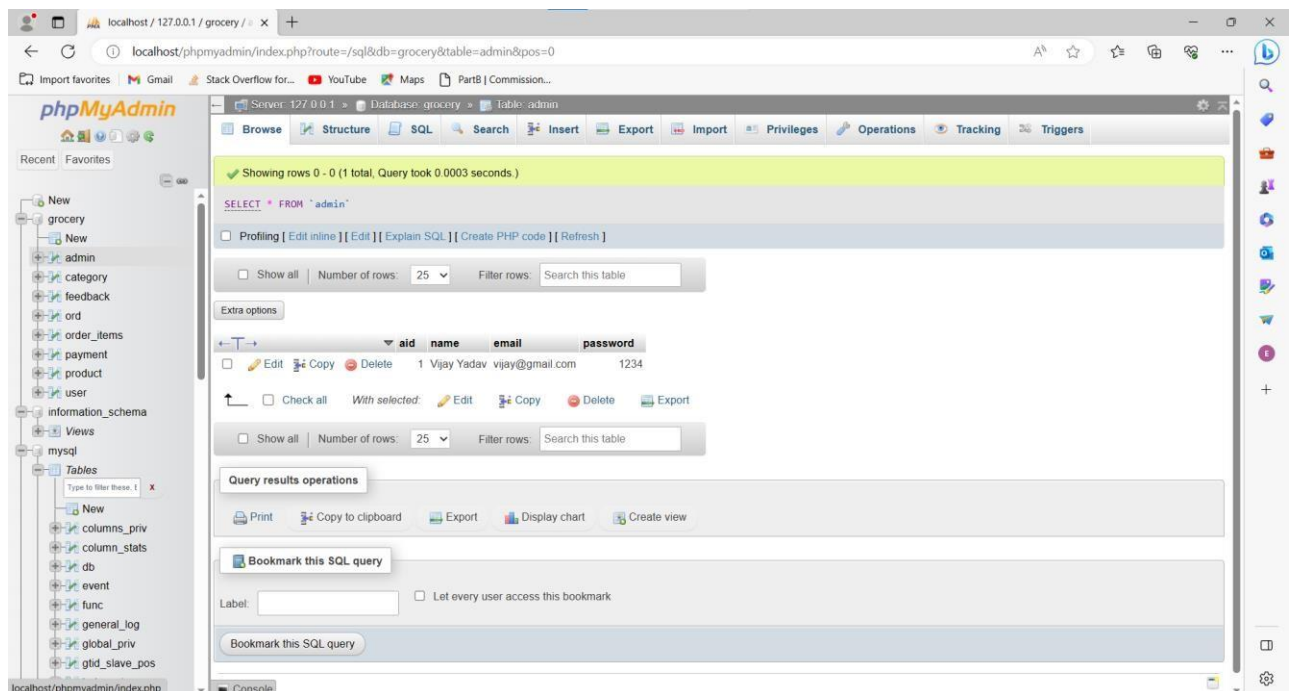 localhost / 127.0.0.1 / grocery / a
localhost/phpmyadmin/index.php?route=/sql&db=grocery&table=admin&pos=0
Import favorites Gmail Stack Overflow for... YouTube Maps PartB | Commission...
phpMyAdmin
Recent Favorites
New
grocery
New
admin
category
feedback
ord
order_items
payment
product
user
information_schema
Views
mysql
Tables
Type to filter these, E X
New
columns_priv
column_stats
db
event
func
general_log
global_priv
gtid_slave_pos
localhost/phpmyadmin/index.php
Server: 127.0.0.1 » Database: grocery » Table: admin
Browse Structure SQL Search Insert Export Import Privileges Operations Tracking Triggers
Showing rows 0 - 0 (1 total, Query took 0.0003 seconds.)
SELECT * FROM `admin`
Profiling [ Edit inline ] [ Edit ] [ Explain SQL ] [ Create PHP code ] [ Refresh ]
Show all | Number of rows: 25 Filter rows: Search this table
Extra options
←T→ aid name email password
Edit Copy Delete 1 Vijay Yadav vijay@gmail.com 1234
Check all With selected: Edit Copy Delete Export
Show all | Number of rows: 25 Filter rows: Search this table
Query results operations
Print Copy to clipboard Export Display chart Create view
Bookmark this SQL query
Label: Let every user access this bookmark
Bookmark this SQL query
Console
E